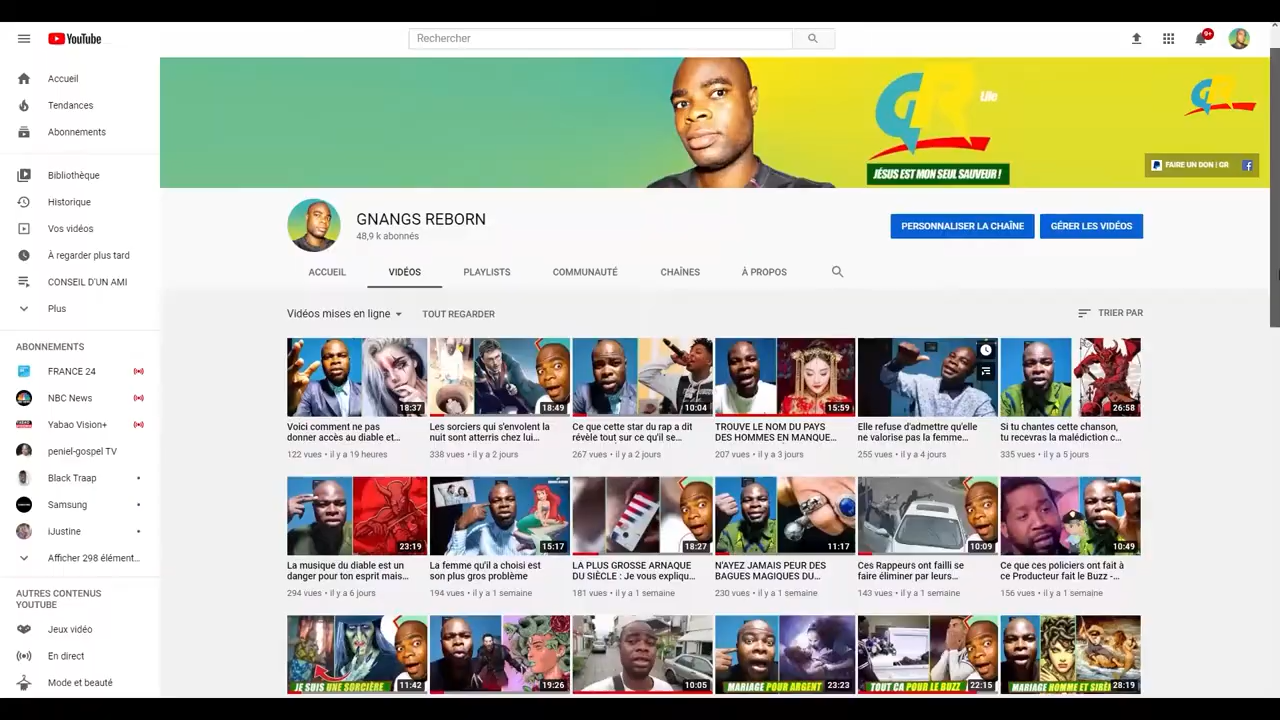 YouTube
Rechercher
9+
Accueil
Tendances
Abonnements
Bibliothèque
Historique
Vos vidéos
À regarder plus tard
CONSEIL D'UN AMI
Plus
ABONNEMENTS
FRANCE 24
NBC News
Yabao Vision+
peniel-gospel TV
Black Traap
Samsung
iJustine
Afficher 298 élément...
AUTRES CONTENUS
YOUTUBE
Jeux vidéo
En direct
Mode et beauté
GR
JÉSUS EST MON SEUL SAUVEUR !
GR
FAIRE UN DON | GR
GNANGS REBORN
48,9 k abonnés
PERSONNALISER LA CHAÎNE
GÉRER LES VIDÉOS
ACCUEIL
VIDÉOS
PLAYLISTS
COMMUNAUTÉ
CHAÎNES
À PROPOS
Vidéos mises en ligne
TOUT REGARDER
TRIER PAR
18:37
Voici comment ne pas
donner accès au diable et...
122 vues • il y a 19 heures
18:49
Les sorciers qui s'envolent la
nuit sont atterris chez lui...
338 vues • il y a 2 jours
10:04
Ce que cette star du rap a dit
révèle tout sur ce qu'il se...
267 vues • il y a 2 jours
15:59
TROUVE LE NOM DU PAYS
DES HOMMES EN MANQUE...
207 vues • il y a 3 jours
Elle refuse d'admettre qu'elle
ne valorise pas la femme...
255 vues • il y a 4 jours
26:58
Si tu chantes cette chanson,
tu recevras la malédiction c...
335 vues • il y a 5 jours
23:19
La musique du diable est un
danger pour ton esprit mais...
294 vues • il y a 6 jours
15:17
La femme qu'il a choisi est
son plus gros problème
194 vues • il y a 1 semaine
18:27
LA PLUS GROSSE ARNAQUE
DU SIÈCLE : Je vous expliqu...
181 vues • il y a 1 semaine
11:17
N'AYEZ JAMAIS PEUR DES
BAGUES MAGIQUES DU...
230 vues • il y a 1 semaine
10:09
Ces Rappeurs ont failli se
faire éliminer par leurs...
143 vues • il y a 1 semaine
10:49
Ce que ces policiers ont fait à
ce Producteur fait le Buzz -...
156 vues • il y a 1 semaine
JE SUIS UNE SORCIÈRE
11:42
19:26
10:05
MARIAGE POUR ARGENT
23:23
TOUT ÇA POUR LE BUZZ
22:15
MARIAGE HOMME ET SIRÈ
28:19